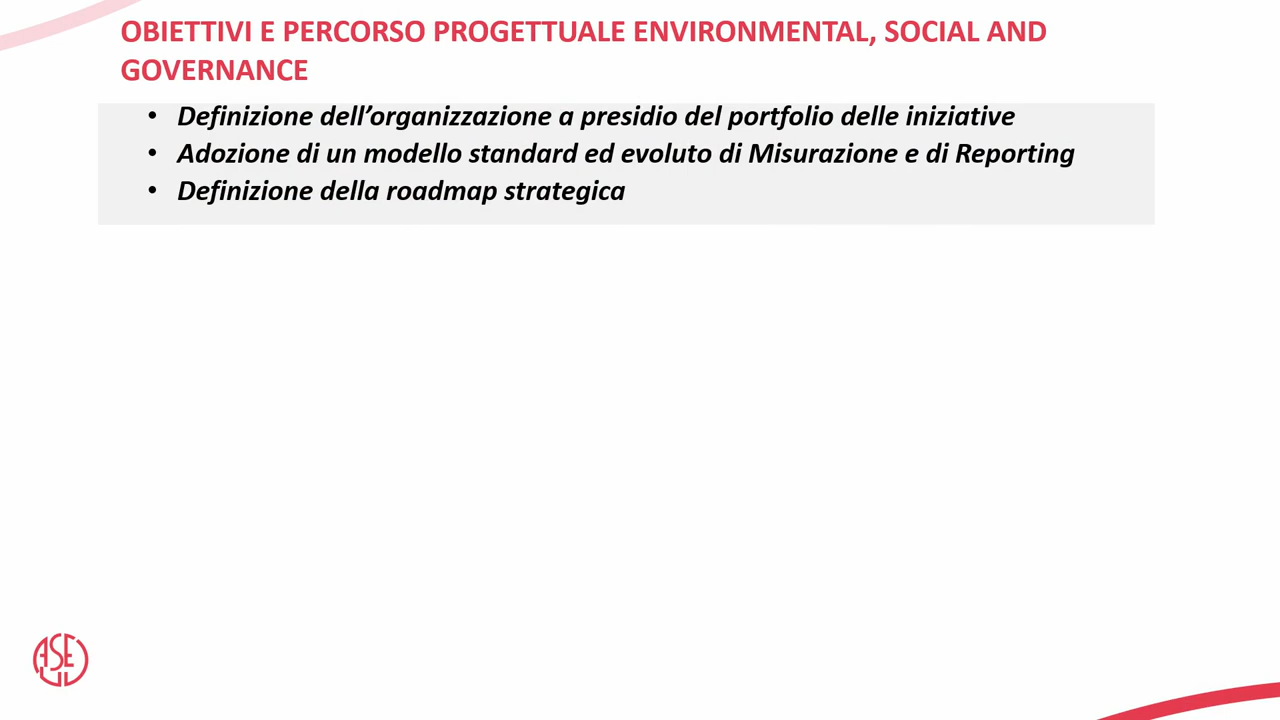 OBIETTIVI E PERCORSO PROGETTUALE ENVIRONMENTAL, SOCIAL AND
GOVERNANCE
• Definizione dell’organizzazione a presidio del portfolio delle iniziative
• Adozione di un modello standard ed evoluto di Misurazione e di Reporting
• Definizione della roadmap strategica